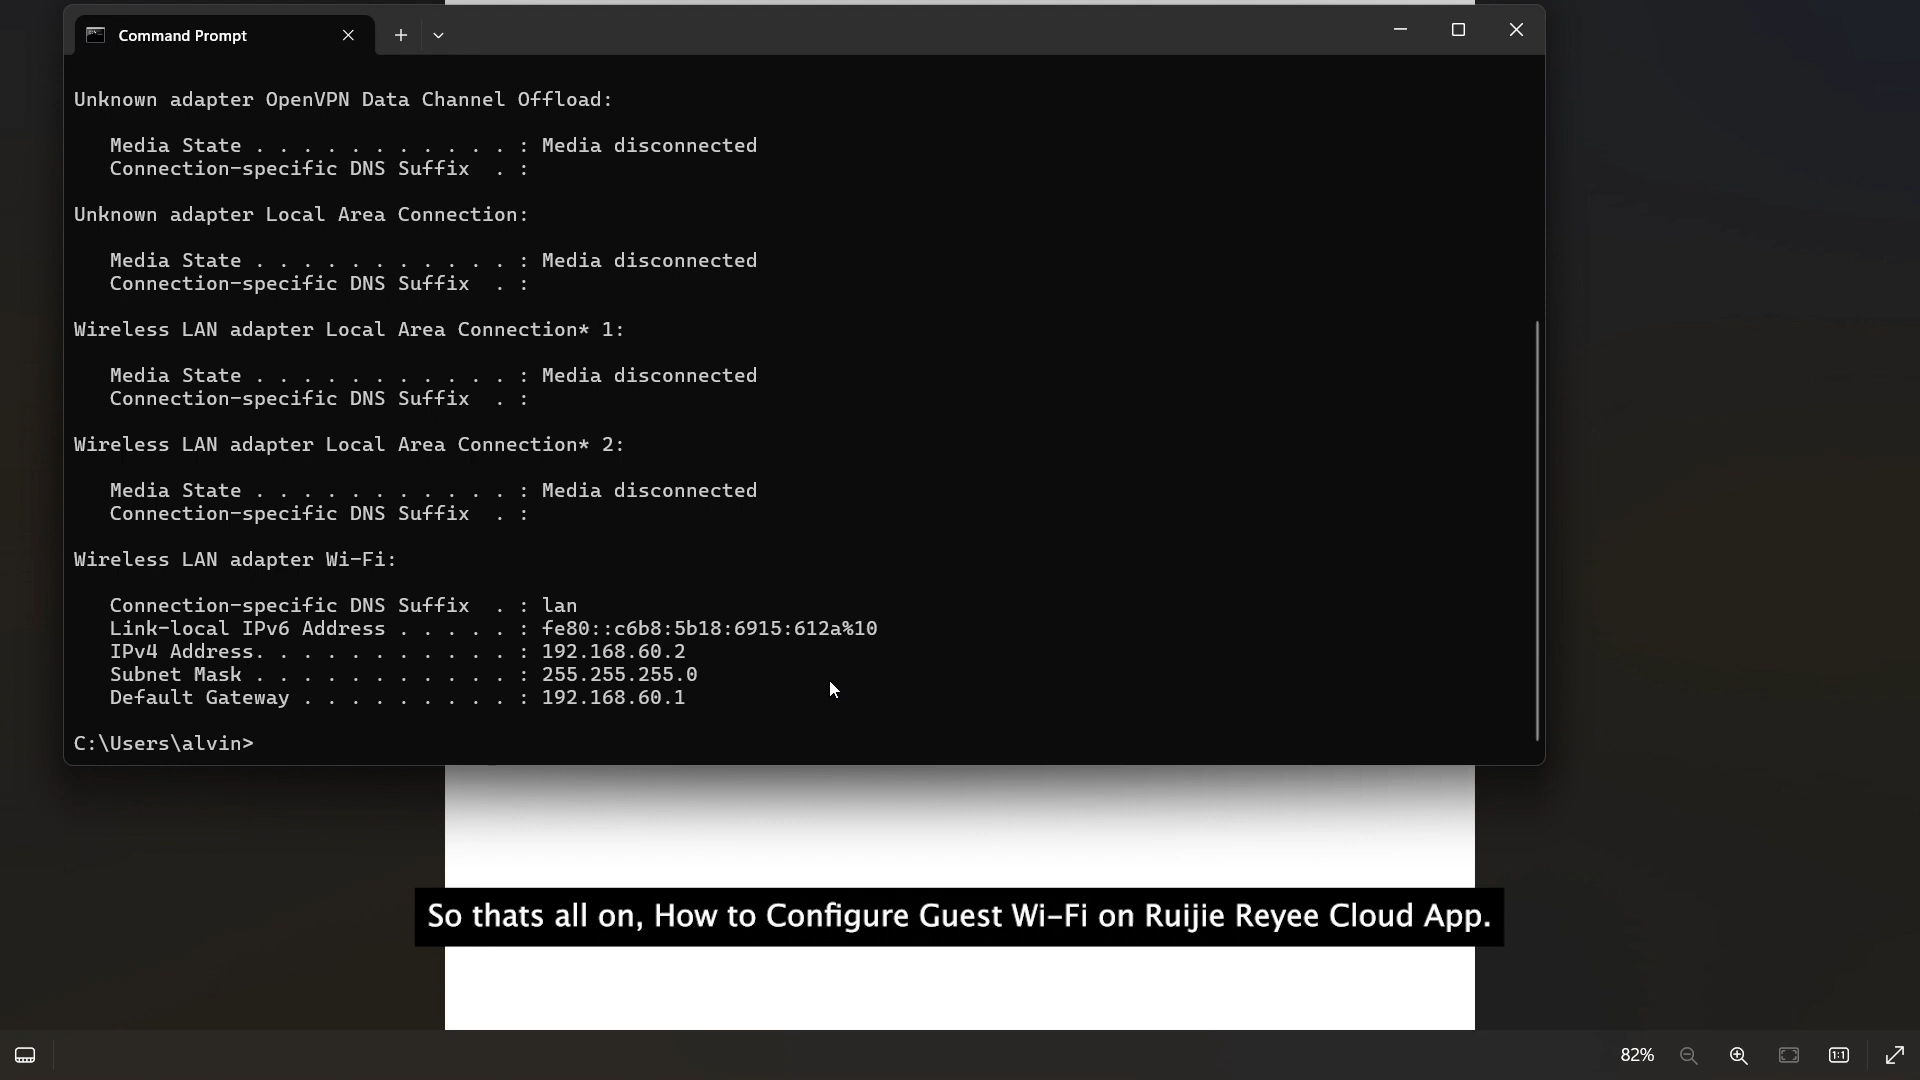 Command Prompt
Unknown adapter OpenVPN Data Channel Offload:
Media State . . . . . . . . . . . : Media disconnected
Connection-specific DNS Suffix  . :
Unknown adapter Local Area Connection:
Media State . . . . . . . . . . . : Media disconnected
Connection-specific DNS Suffix  . :
Wireless LAN adapter Local Area Connection* 1:
Media State . . . . . . . . . . . : Media disconnected
Connection-specific DNS Suffix  . :
Wireless LAN adapter Local Area Connection* 2:
Media State . . . . . . . . . . . : Media disconnected
Connection-specific DNS Suffix  . :
Wireless LAN adapter Wi-Fi:
Connection-specific DNS Suffix  . : lan
Link-local IPv6 Address . . . . . : fe80::c6b8:5b18:6915:612a%10
IPv4 Address. . . . . . . . . . . : 192.168.60.2
Subnet Mask . . . . . . . . . . . : 255.255.255.0
Default Gateway . . . . . . . . . : 192.168.60.1
C:\Users\alvin>
So thats all on, How to Configure Guest Wi-Fi on Ruijie Reyee Cloud App.
82%
1:1